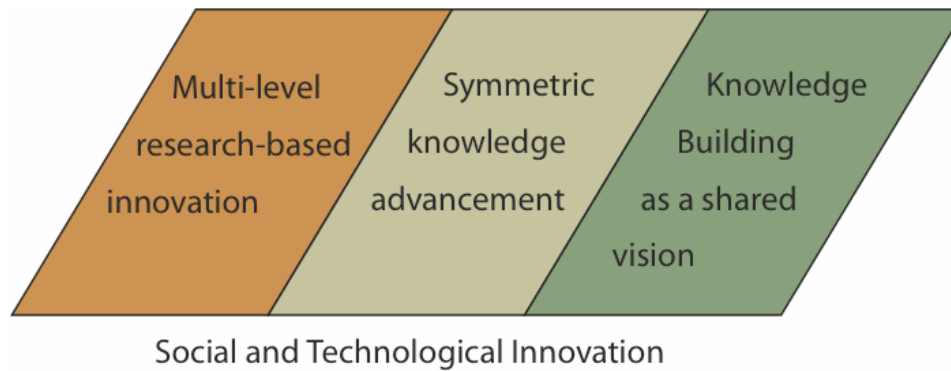 Multi-level
research-based
innovation
Symmetric
knowledge
advancement
Knowledge
Building
as a shared
vision
Social and Technological Innovation